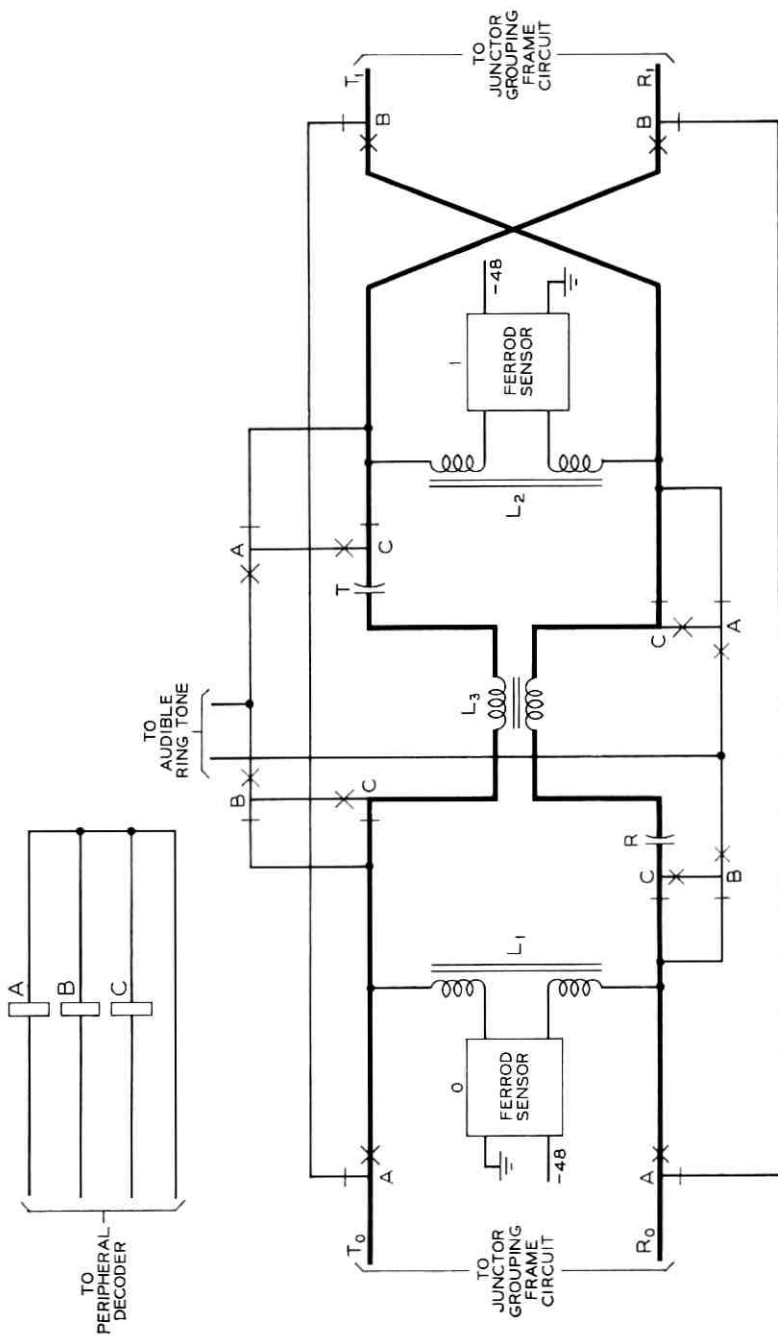 TO
PERIPHERAL
DECODER
A
B
C
TO
AUDIBLE
RING TONE
TO
JUNCTOR
GROUPING
FRAME
CIRCUIT
T0
R0
A
A
0
FERROD
SENSOR
-48
L1
B
C
C
B
R
L3
T
A
C
C
A
L2
1
FERROD
SENSOR
-48
B
B
T1
R1
TO
JUNCTOR
GROUPING
FRAME
CIRCUIT